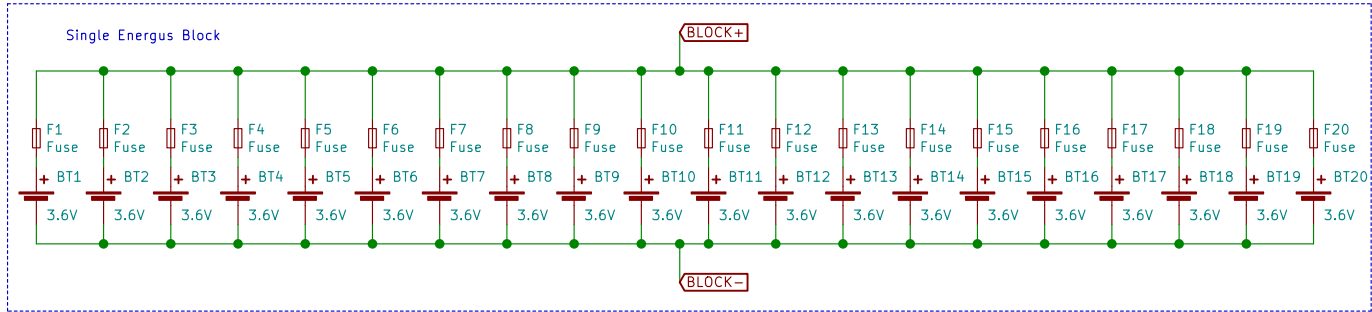 Single Energus Block
BLOCK+
F1 F2 F3 F4 F5 F6 F7 F8 F9 F10 F11 F12 F13 F14 F15 F16 F17 F18 F19 F20
Fuse Fuse Fuse Fuse Fuse Fuse Fuse Fuse Fuse Fuse Fuse Fuse Fuse Fuse Fuse Fuse Fuse Fuse Fuse Fuse
+ BT1 + BT2 + BT3 + BT4 + BT5 + BT6 + BT7 + BT8 + BT9 + BT10 + BT11 + BT12 + BT13 + BT14 + BT15 + BT16 + BT17 + BT18 + BT19 + BT20
3.6V 3.6V 3.6V 3.6V 3.6V 3.6V 3.6V 3.6V 3.6V 3.6V 3.6V 3.6V 3.6V 3.6V 3.6V 3.6V 3.6V 3.6V 3.6V 3.6V
BLOCK−